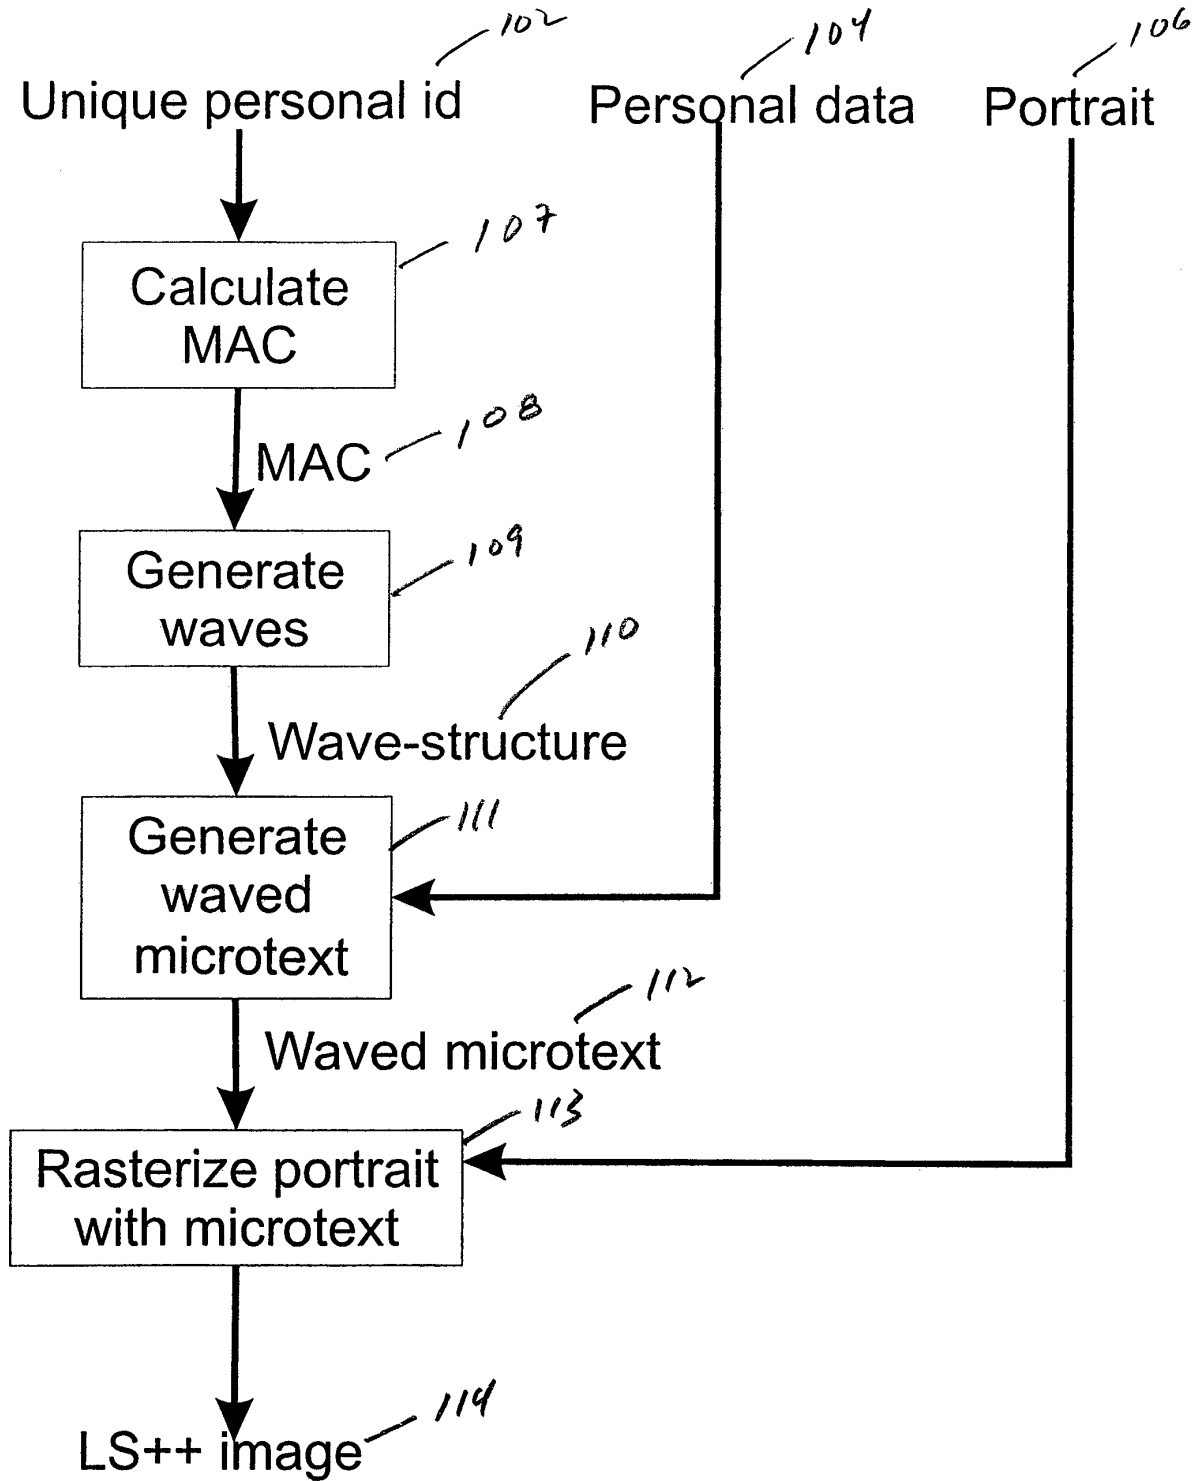 102
104
106
Unique personal id
Personal data
Portrait
107
Calculate
MAC
108
MAC
109
Generate
waves
110
Wave-structure
111
Generate
waved
microtext
112
Waved microtext
113
Rasterize portrait
with microtext
114
LS++ image